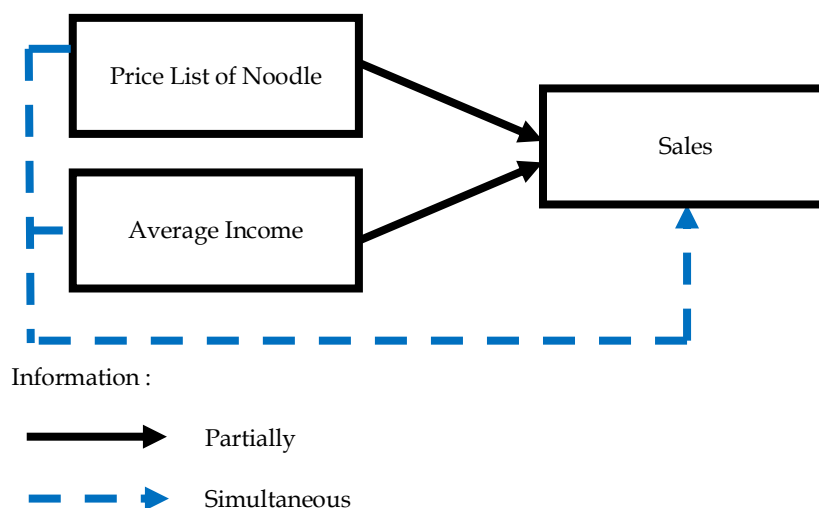 Price List of Noodle
Sales
Average Income
Information :
Partially
Simultaneous